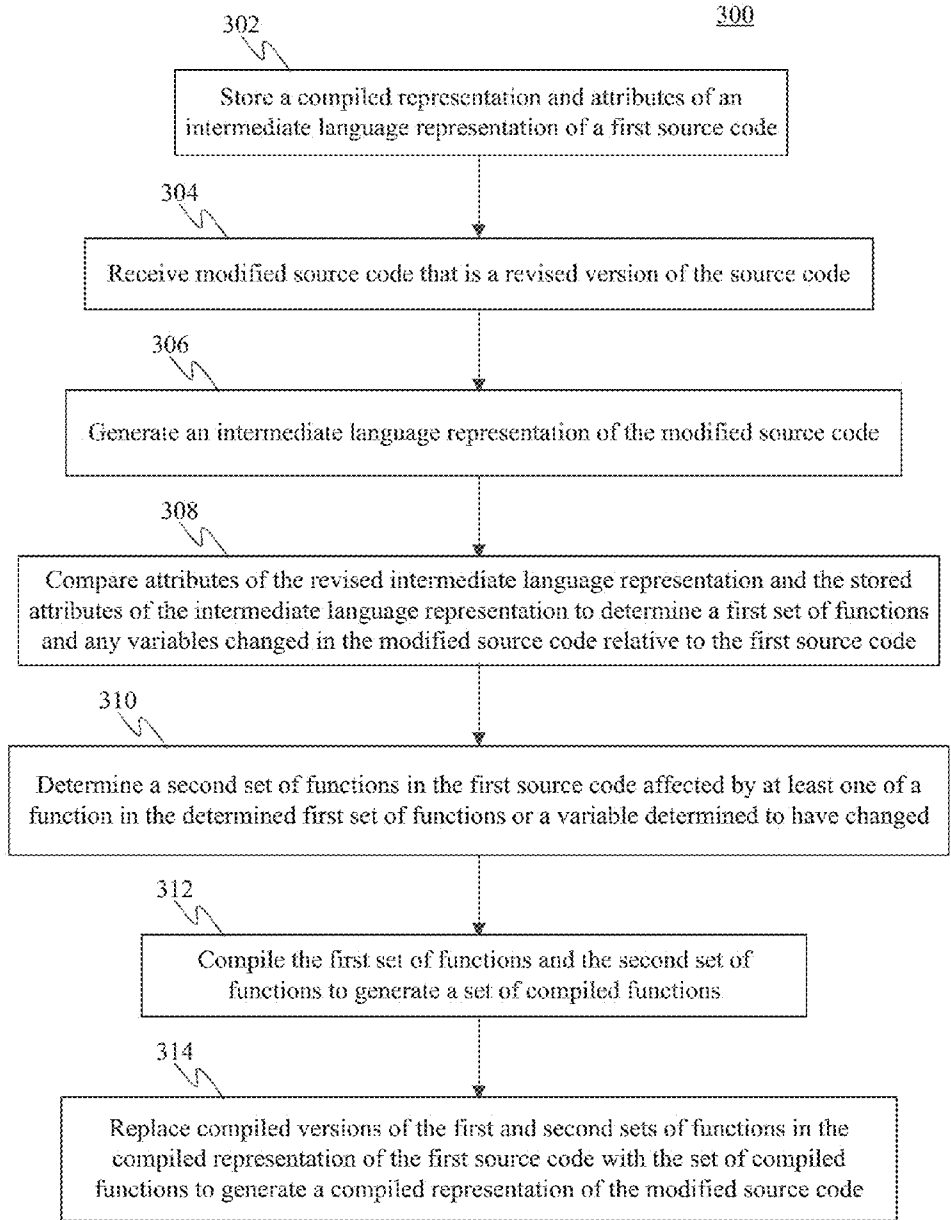 300
302
Store a compiled representation and attributes of an
intermediate language representation of a first source code
304
Receive modified source code that is a revised version of the source code
306
Generate an intermediate language representation of the modified source code
308
Compare attributes of the revised intermediate language representation and the stored
attributes of the intermediate language representation to determine a first set of functions
and any variables changed in the modified source code relative to the first source code
310
Determine a second set of functions in the first source code affected by at least one of a
function in the determined first set of functions or a variable determined to have changed
312
Compile the first set of functions and the second set of
functions to generate a set of compiled functions
314
Replace compiled versions of the first and second sets of functions in the
compiled representation of the first source code with the set of compiled
functions to generate a compiled representation of the modified source code